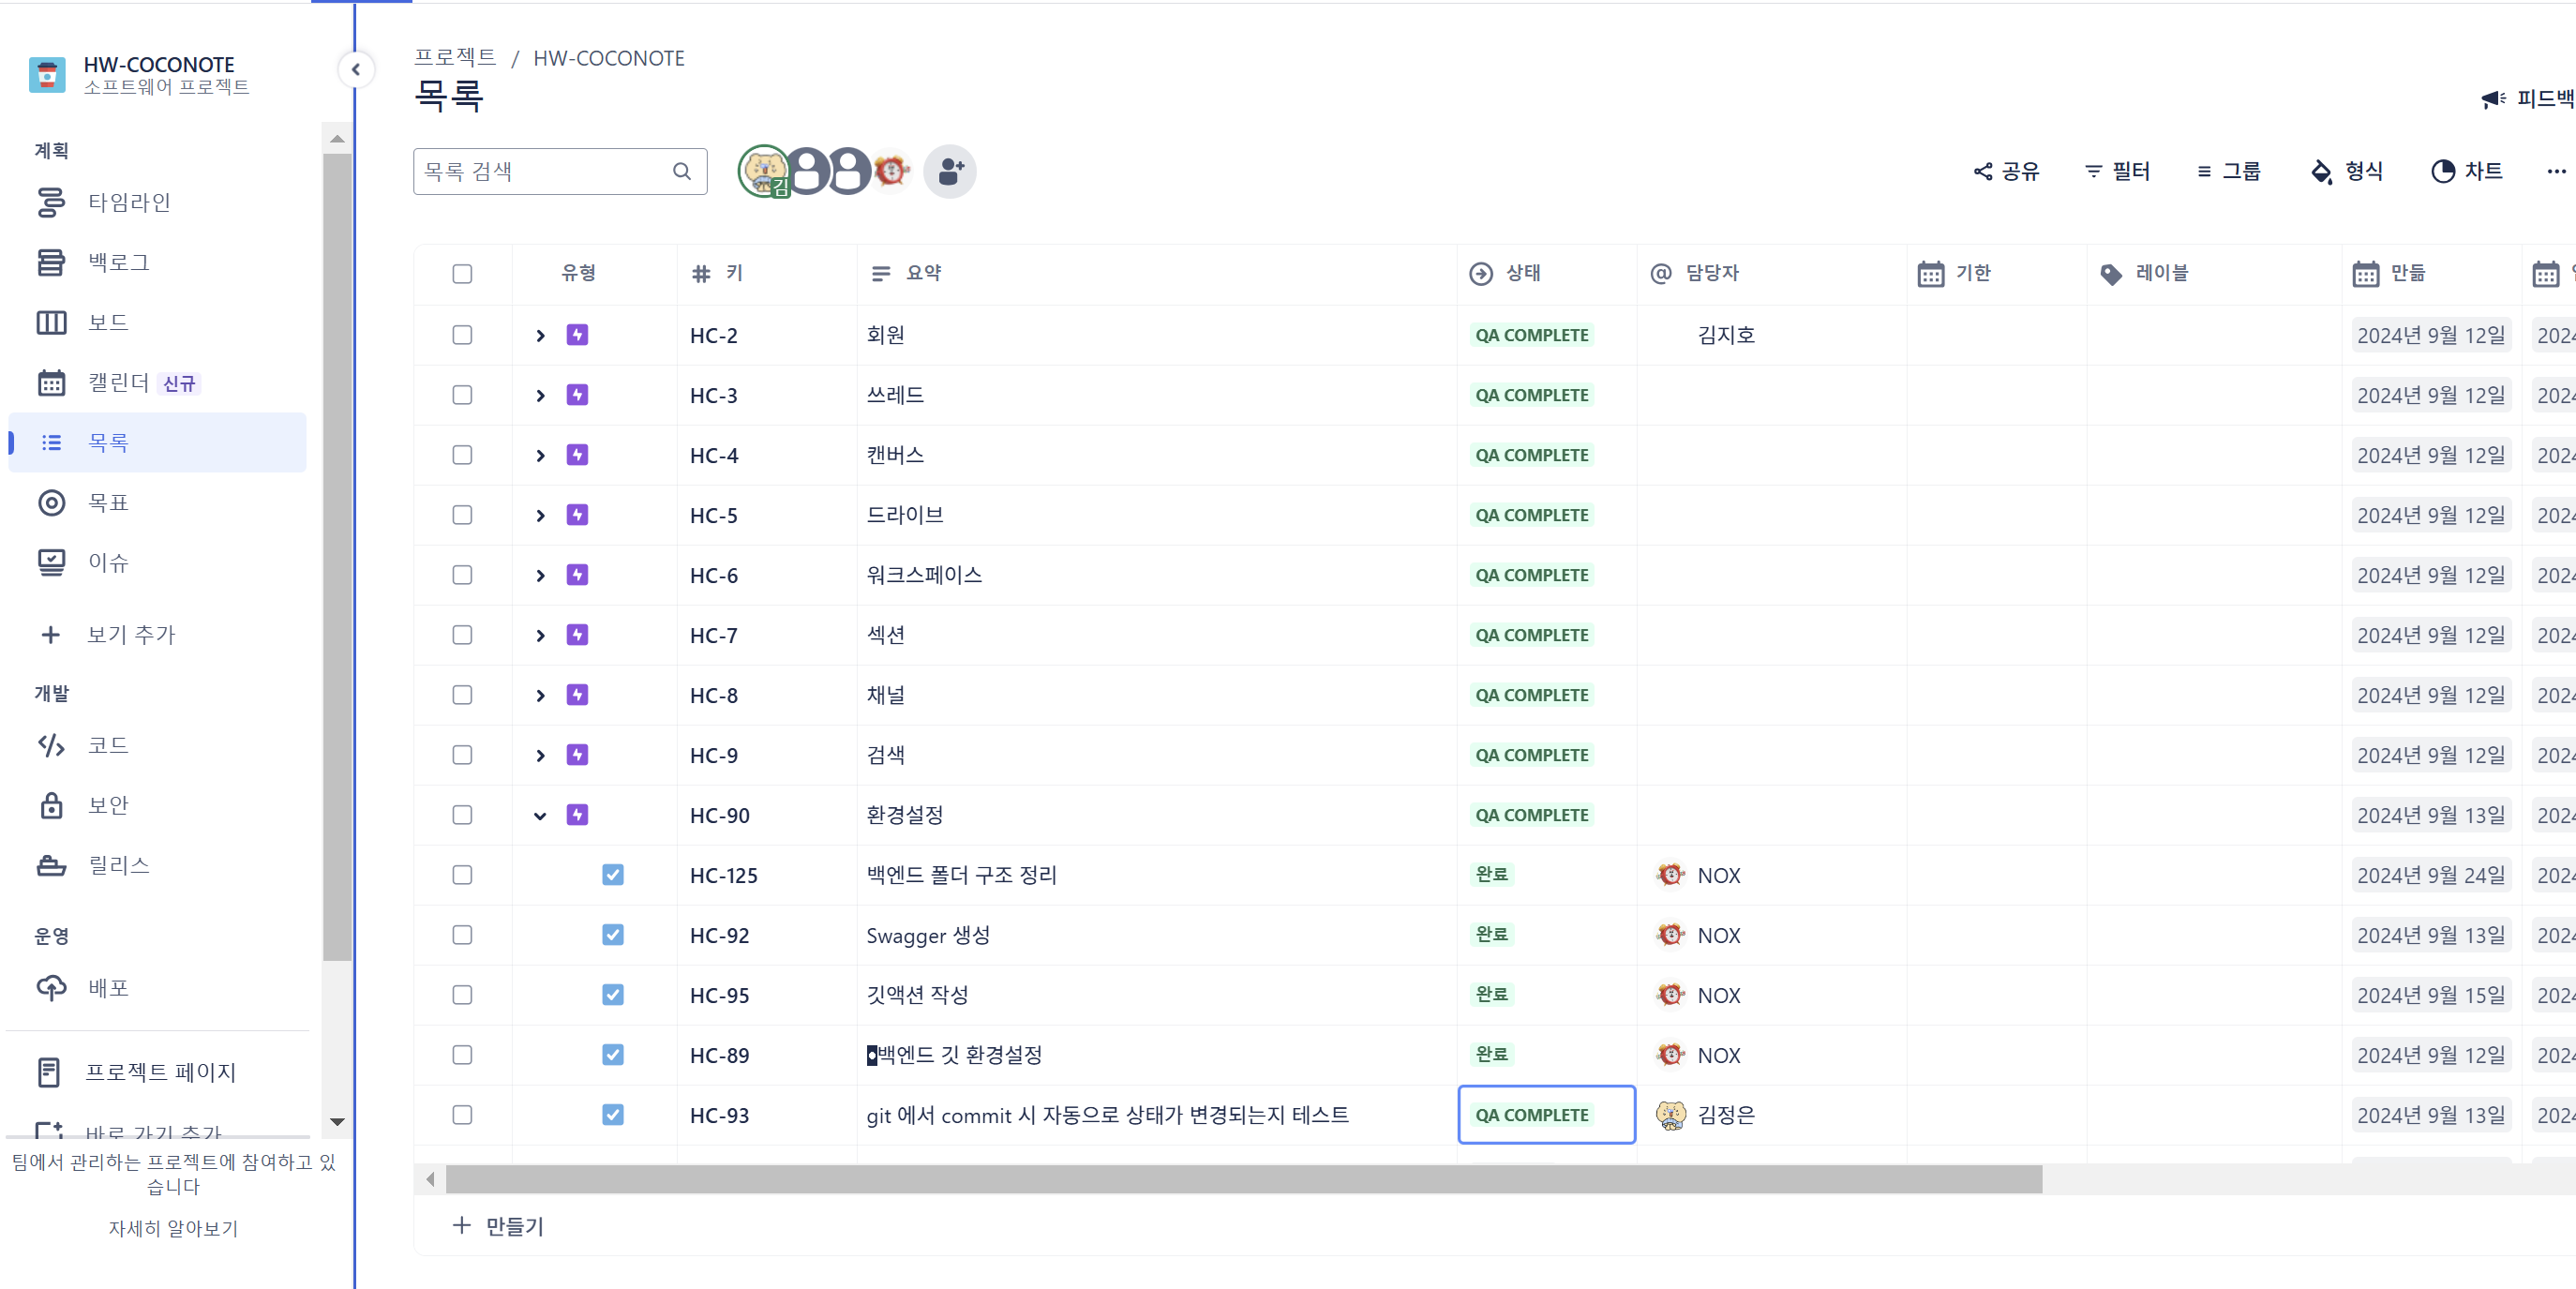 HW-COCONOTE
소프트웨어 프로젝트
계획
타임라인
백로그
보드
캘린더 신규
목록
목표
이슈
보기 추가
개발
코드
보안
릴리스
운영
배포
프로젝트 페이지
바로 가기 추가
팀에서 관리하는 프로젝트에 참여하고 있
습니다
자세히 알아보기
프로젝트 / HW-COCONOTE
목록
피드백
목록 검색
김
공유 필터 그룹 형식 차트
유형 키 요약 상태 담당자 기한 레이블 만듦
HC-2 회원 QA COMPLETE 김지호 2024년 9월 12일 2024
HC-3 쓰레드 QA COMPLETE 2024년 9월 12일 2024
HC-4 캔버스 QA COMPLETE 2024년 9월 12일 2024
HC-5 드라이브 QA COMPLETE 2024년 9월 12일 2024
HC-6 워크스페이스 QA COMPLETE 2024년 9월 12일 2024
HC-7 섹션 QA COMPLETE 2024년 9월 12일 2024
HC-8 채널 QA COMPLETE 2024년 9월 12일 2024
HC-9 검색 QA COMPLETE 2024년 9월 12일 2024
HC-90 환경설정 QA COMPLETE 2024년 9월 13일 2024
HC-125 백엔드 폴더 구조 정리 완료 NOX 2024년 9월 24일 2024
HC-92 Swagger 생성 완료 NOX 2024년 9월 13일 2024
HC-95 깃액션 작성 완료 NOX 2024년 9월 15일 2024
HC-89 ◘백엔드 깃 환경설정 완료 NOX 2024년 9월 12일 2024
HC-93 git 에서 commit 시 자동으로 상태가 변경되는지 테스트 QA COMPLETE 김정은 2024년 9월 13일 2024
만들기